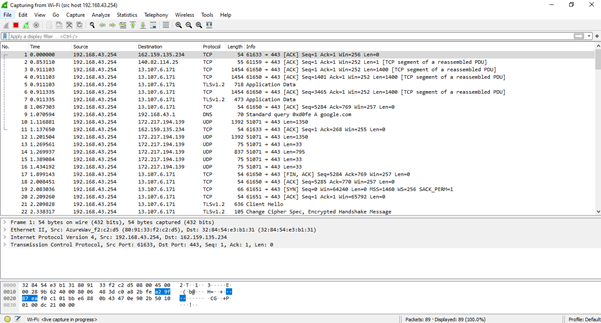 Capturing from Wi-Fi (src host 192.168.43.254)
File Edit View Go Capture Analyze Statistics Telephony Wireless Tools Help
Apply a display filter ... <Ctrl-/>
No. Time Source Destination Protocol Length Info
1 0.000000 192.168.43.254 162.159.135.234 TCP 54 61633 → 443 [ACK] Seq=1 Ack=1 Win=256 Len=0
2 0.853110 192.168.43.254 140.82.114.25 TCP 55 61159 → 443 [ACK] Seq=1 Ack=1 Win=252 Len=1 [TCP segment of a reassembled PDU]
3 0.911103 192.168.43.254 13.107.6.171 TCP 1454 61650 → 443 [ACK] Seq=1 Ack=1 Win=252 Len=1400 [TCP segment of a reassembled PDU]
4 0.911103 192.168.43.254 13.107.6.171 TCP 1454 61650 → 443 [ACK] Seq=1401 Ack=1 Win=252 Len=1400 [TCP segment of a reassembled PDU]
5 0.911103 192.168.43.254 13.107.6.171 TLSv1.2 718 Application Data
6 0.911335 192.168.43.254 13.107.6.171 TCP 1454 61650 → 443 [ACK] Seq=3465 Ack=1 Win=252 Len=1400 [TCP segment of a reassembled PDU]
7 0.911335 192.168.43.254 13.107.6.171 TLSv1.2 473 Application Data
8 1.067303 192.168.43.254 13.107.6.171 TCP 54 61650 → 443 [ACK] Seq=5284 Ack=769 Win=257 Len=0
9 1.070594 192.168.43.254 192.168.43.1 DNS 70 Standard query 0xd0fe A google.com
10 1.116881 192.168.43.254 172.217.194.139 UDP 1392 51071 → 443 Len=1350
11 1.137650 192.168.43.254 162.159.135.234 TCP 54 61633 → 443 [ACK] Seq=1 Ack=268 Win=255 Len=0
12 1.201504 192.168.43.254 172.217.194.139 UDP 1392 51071 → 443 Len=1350
13 1.269561 192.168.43.254 172.217.194.139 UDP 75 51071 → 443 Len=33
14 1.269937 192.168.43.254 172.217.194.139 UDP 837 51071 → 443 Len=795
15 1.389084 192.168.43.254 172.217.194.139 UDP 75 51071 → 443 Len=33
16 1.434192 192.168.43.254 172.217.194.139 UDP 75 51071 → 443 Len=33
17 1.899143 192.168.43.254 13.107.6.171 TCP 54 61650 → 443 [FIN, ACK] Seq=5284 Ack=769 Win=257 Len=0
18 2.008451 192.168.43.254 13.107.6.171 TCP 54 61650 → 443 [ACK] Seq=5285 Ack=770 Win=257 Len=0
19 2.083036 192.168.43.254 13.107.6.171 TCP 66 61651 → 443 [SYN] Seq=0 Win=64240 Len=0 MSS=1460 WS=256 SACK_PERM=1
20 2.209260 192.168.43.254 13.107.6.171 TCP 54 61651 → 443 [ACK] Seq=1 Ack=1 Win=65792 Len=0
21 2.209828 192.168.43.254 13.107.6.171 TLSv1.2 636 Client Hello
22 2.338317 192.168.43.254 13.107.6.171 TLSv1.2 105 Change Cipher Spec, Encrypted Handshake Message
Frame 1: 54 bytes on wire (432 bits), 54 bytes captured (432 bits)
Ethernet II, Src: AzureWav_f2:c2:d5 (80:91:33:f2:c2:d5), Dst: 32:84:54:e3:b1:31 (32:84:54:e3:b1:31)
Internet Protocol Version 4, Src: 192.168.43.254, Dst: 162.159.135.234
Transmission Control Protocol, Src Port: 61633, Dst Port: 443, Seq: 1, Ack: 1, Len: 0
0000 32 84 54 e3 b1 31 80 91 33 f2 c2 d5 08 00 45 00
0010 00 28 9b 62 40 00 80 06 48 3d c0 a8 2b fe a2 9f
0020 87 ea f0 c1 01 bb e6 88 0b 43 47 0e 90 2b 50 10
0030 01 00 dc 21 00 00
Wi-Fi: <live capture in progress> Packets: 89 · Displayed: 89 (100.0%) Profile: Default